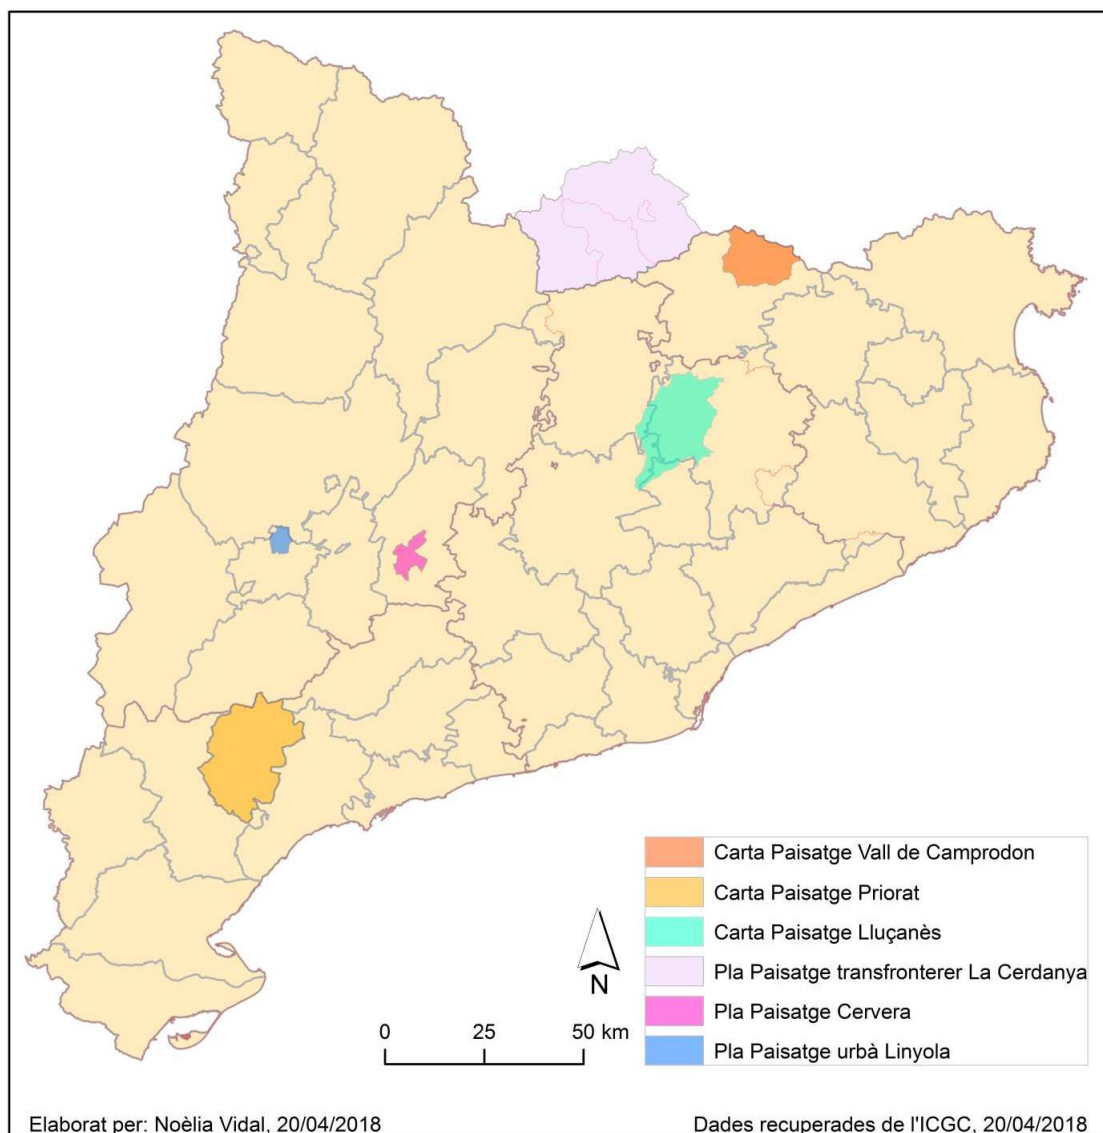 Carta Paisatge Vall de Camprodon
Carta Paisatge Priorat
Carta Paisatge Lluçanès
Pla Paisatge transfronterer La Cerdanya
Pla Paisatge Cervera
Pla Paisatge urbà Linyola
N
0 25 50 km
Elaborat per: Noèlia Vidal, 20/04/2018 Dades recuperades de l'ICGC, 20/04/2018